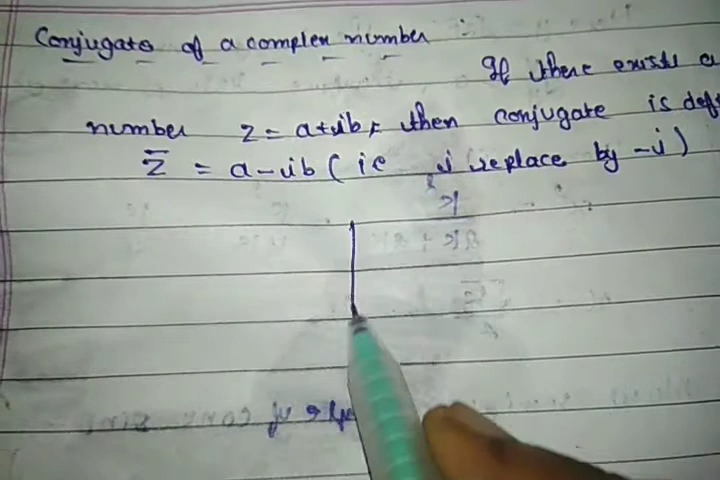 Conjugate of a complex number :
If there exists a
number z = a+ib, then conjugate is def
z̅ = a-ib (ie i replace by -i)